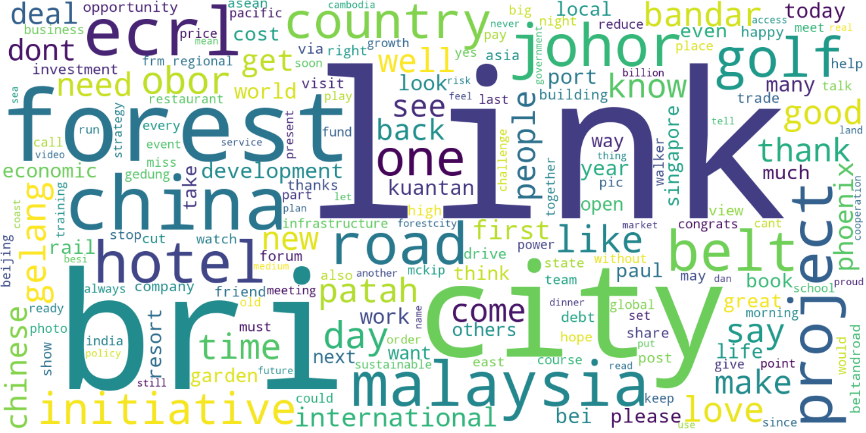 link
bri
city
forest
china
ecrl
malaysia
road
hotel
johor
country
golf
project
belt
one
initiative
gelang
patah
obor
need
get
well
deal
dont
cost
opportunity
business
price
investment
frm
regional
asean
pacific
cambodia
growth
mean
via
right
soon
pay
never
big
night
yes
asia
local
even
reduce
place
government
bandar
today
happy
meet
access
real
help
talk
trade
many
good
thank
know
port
building
billion
risk
feel
last
look
see
back
people
world
visit
restaurant
fund
play
strategy
run
every
call
event
sea
video
service
present
economic
miss
gedung
development
thanks
part
let
plan
take
training
coast
kuantan
challenge
together
year
way
pic
open
walker
singapore
tell
land
thing
much
phoenix
cooperation
proud
beijing
rail
besi
stop
cut
watch
infrastructure
forestcity
high
new
forum
medium
another
first
like
drive
power
without
state
market
congrats
view
cant
mckip
think
also
team
paul
may
dan
book
school
always
company
friend
meeting
ready
old
name
come
others
work
dinner
global
set
debt
share
great
morning
photo
india
resort
must
time
day
next
order
want
hope
say
life
beltandroad
chinese
show
policy
still
garden
future
could
sustainable
east
course
read
post
put
keep
make
give
point
would
international
bei
please
use
love
since